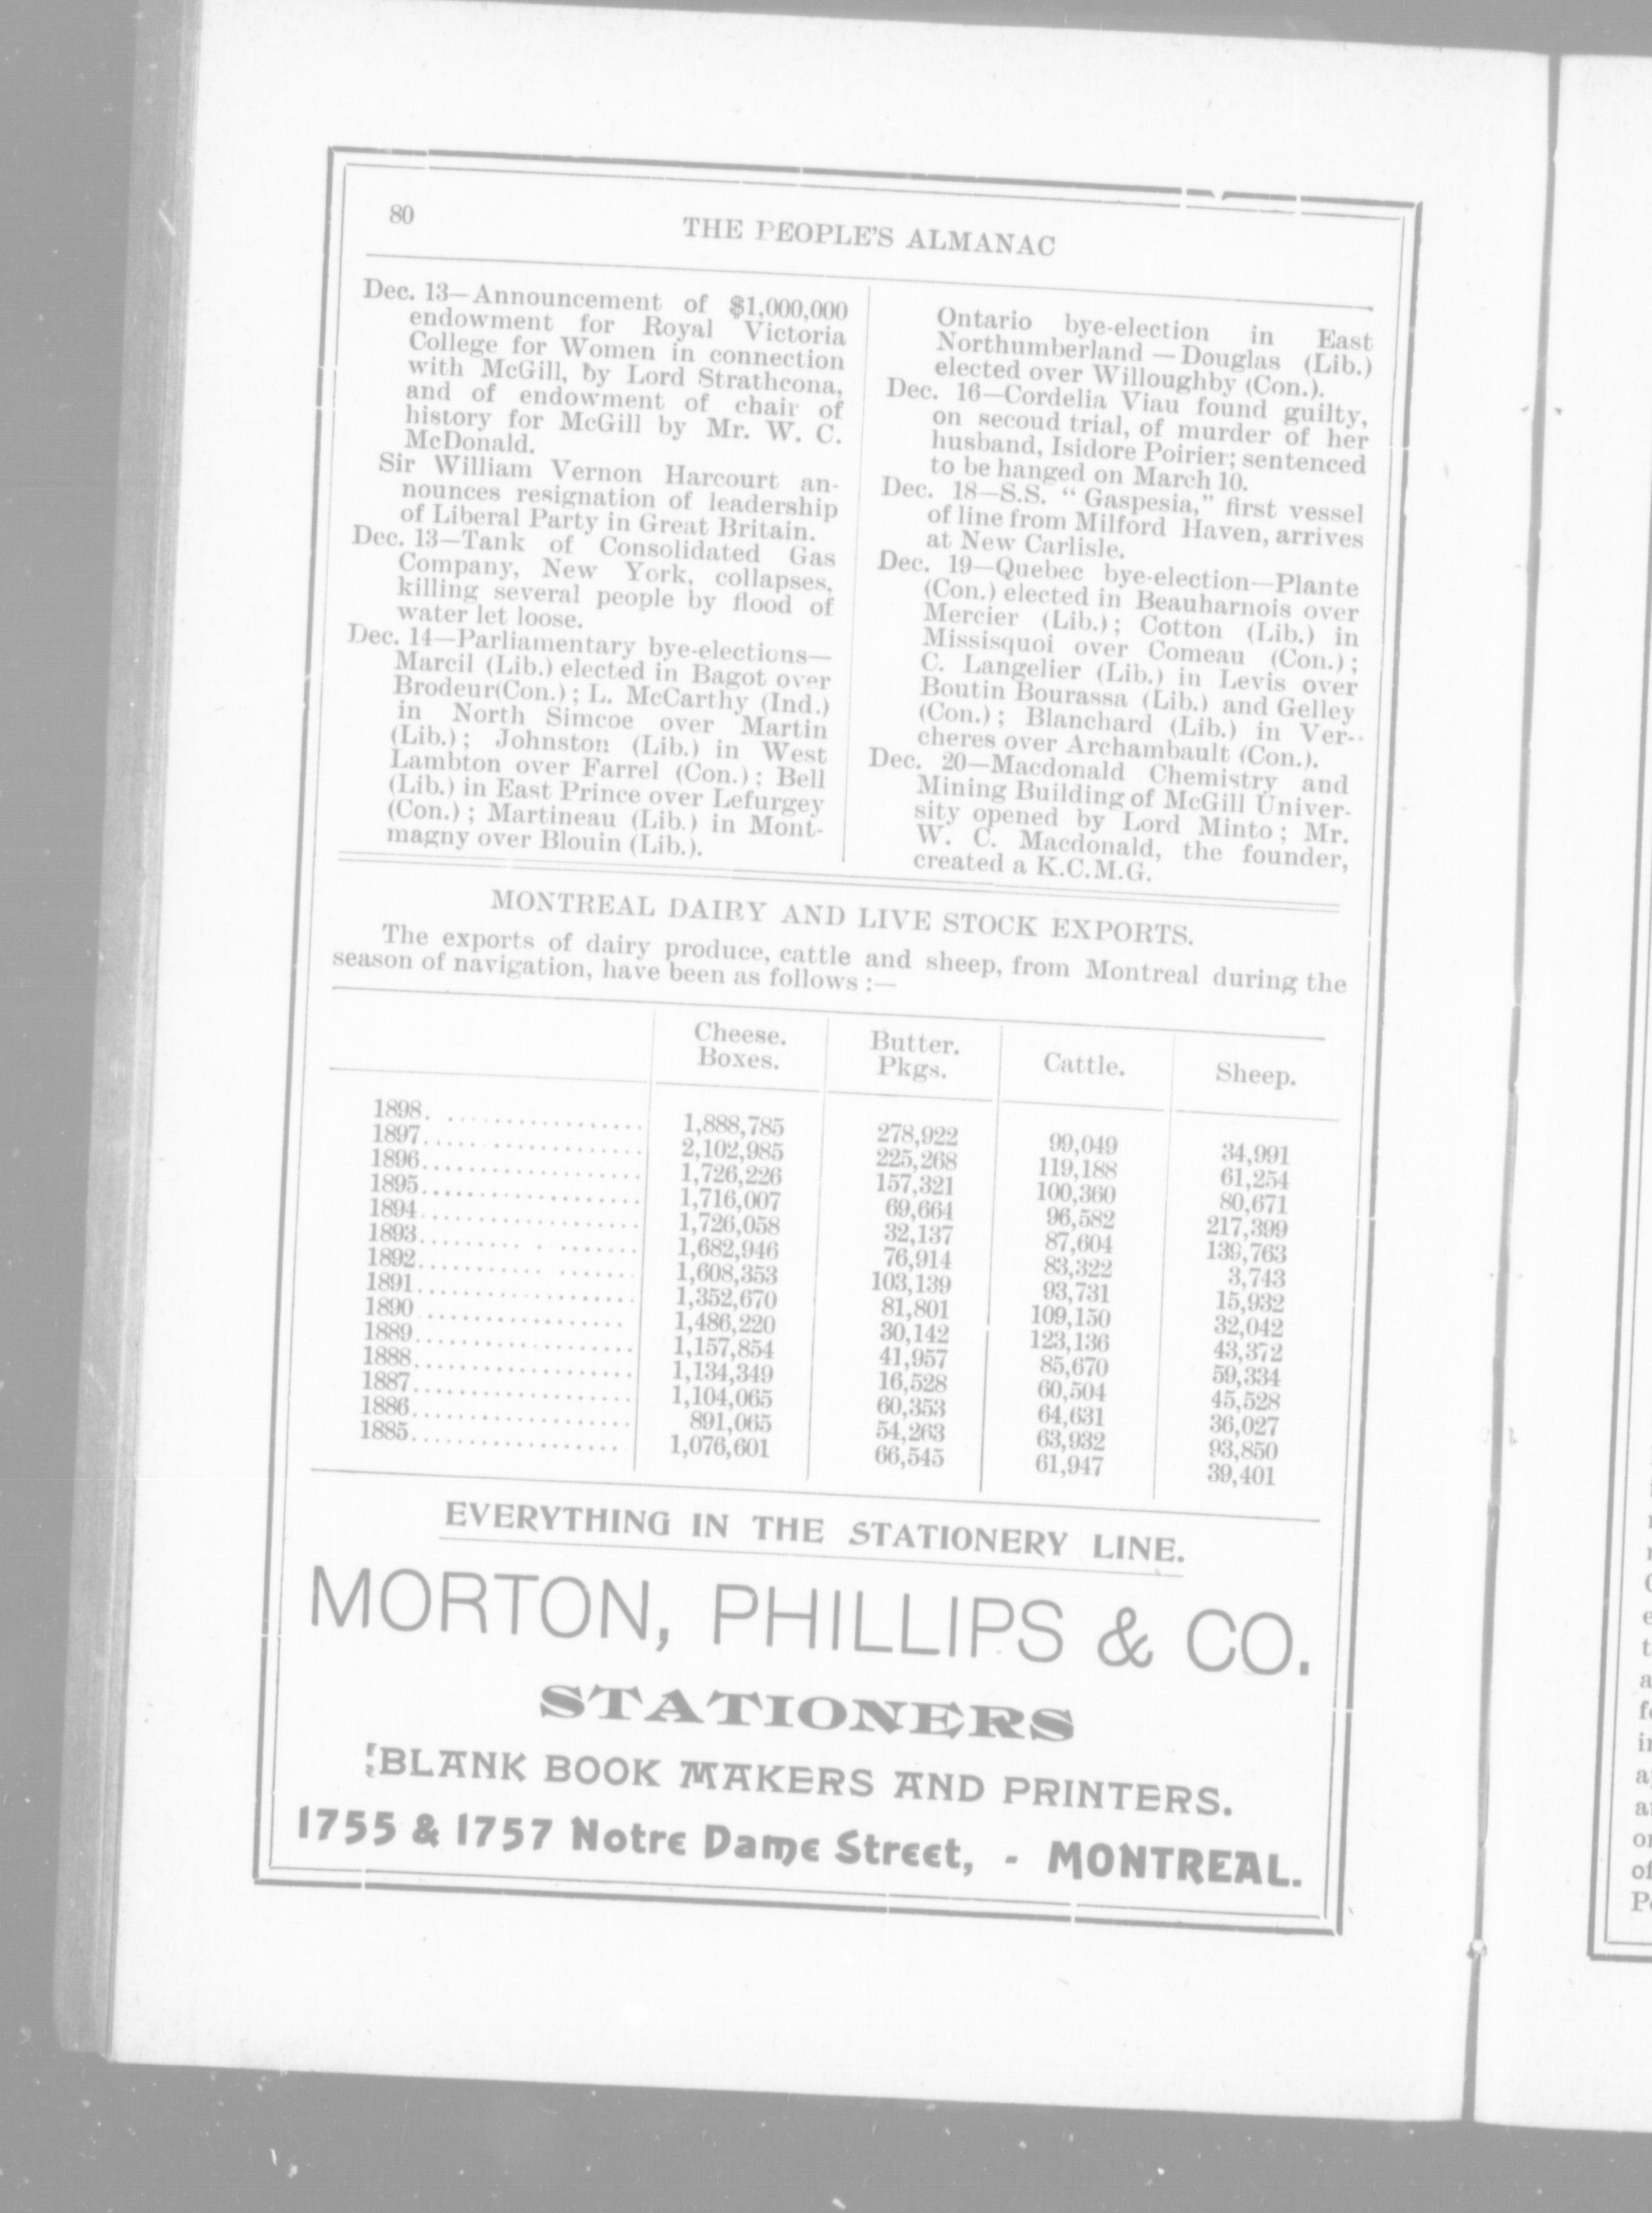 80
THE PEOPLE'S ALMANAC
Dec. 13—Announcement of $1,000,000
endowment for Royal Victoria
College for Women in connection
with McGill, by Lord Strathcona,
and of endowment of chair of
history for McGill by Mr. W. C.
McDonald.
Sir William Vernon Harcourt an-
nounces resignation of leadership
of Liberal Party in Great Britain.
Dec. 13—Tank of Consolidated Gas
Company, New York, collapses,
killing several people by flood of
water let loose.
Dec. 14—Parliamentary bye-elections—
Marcil (Lib.) elected in Bagot over
Brodeur(Con.); L. McCarthy (Ind.)
in North Simcoe over Martin
(Lib.); Johnston (Lib.) in West
Lambton over Farrel (Con.); Bell
(Lib.) in East Prince over Lefurgey
(Con.); Martineau (Lib.) in Mont-
magny over Blouin (Lib.).
Ontario bye-election in East
Northumberland — Douglas (Lib.)
elected over Willoughby (Con.).
Dec. 16—Cordelia Viau found guilty,
on secoud trial, of murder of her
husband, Isidore Poirier; sentenced
to be hanged on March 10.
Dec. 18—S.S. "Gaspesia," first vessel
of line from Milford Haven, arrives
at New Carlisle.
Dec. 19—Quebec bye-election—Plante
(Con.) elected in Beauharnois over
Mercier (Lib.); Cotton (Lib.) in
Missisquoi over Comeau (Con.);
C. Langelier (Lib.) in Levis over
Boutin Bourassa (Lib.) and Gelley
(Con.); Blanchard (Lib.) in Ver-
cheres over Archambault (Con.).
Dec. 20—Macdonald Chemistry and
Mining Building of McGill Univer-
sity opened by Lord Minto; Mr.
W. C. Macdonald, the founder,
created a K.C.M.G.
MONTREAL DAIRY AND LIVE STOCK EXPORTS.
The exports of dairy produce, cattle and sheep, from Montreal during the
season of navigation, have been as follows :—
Cheese. Boxes. Butter. Pkgs. Cattle. Sheep.
1898 1,888,785 278,922 99,049 34,991
1897 2,102,985 225,268 119,188 61,254
1896 1,726,226 157,321 100,360 80,671
1895 1,716,007 69,664 96,582 217,399
1894 1,726,058 32,137 87,604 139,763
1893 1,682,946 76,914 83,322 3,743
1892 1,608,353 103,139 93,731 15,932
1891 1,352,670 81,801 109,150 32,042
1890 1,486,220 30,142 123,136 43,372
1889 1,157,854 41,957 85,670 59,334
1888 1,134,349 16,528 60,504 45,528
1887 1,104,065 60,353 64,631 36,027
1886 891,065 54,263 63,932 93,850
1885 1,076,601 66,545 61,947 39,401
EVERYTHING IN THE STATIONERY LINE.
MORTON, PHILLIPS & CO.
STATIONERS
BLANK BOOK MAKERS AND PRINTERS.
1755 & 1757 Notre Dame Street, - MONTREAL.